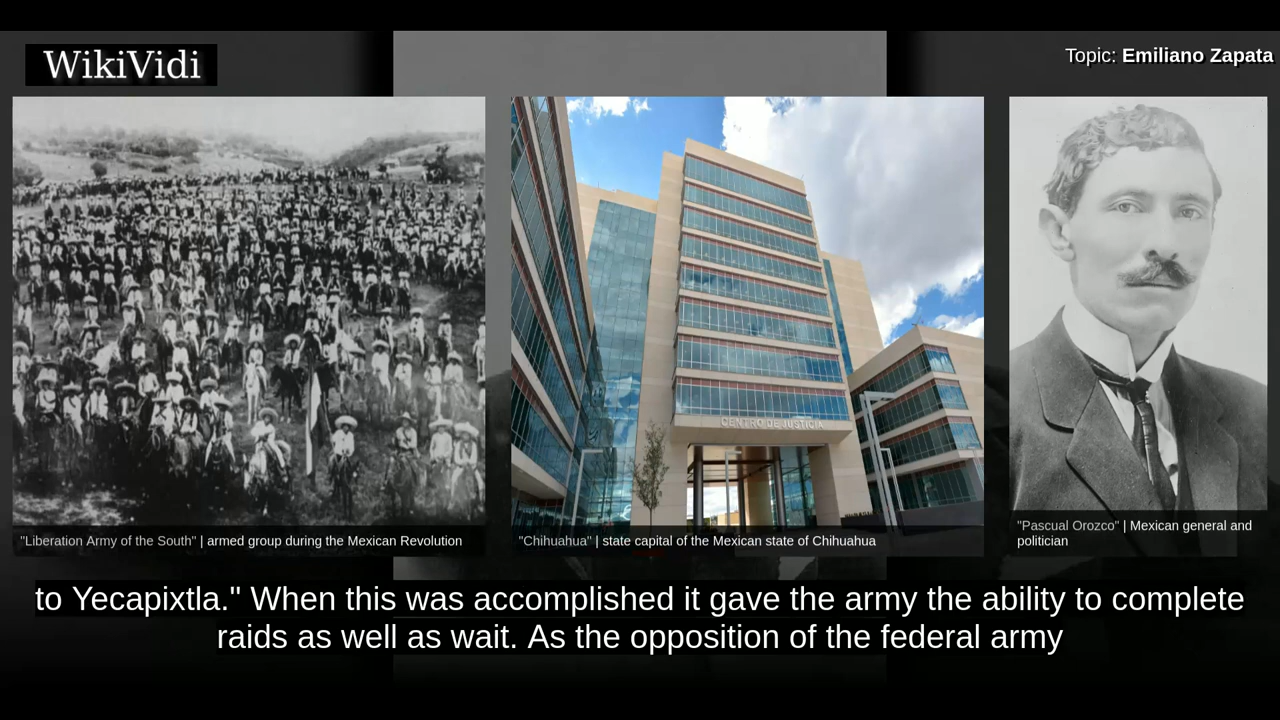 WikiVidi
Topic: Emiliano Zapata
CENTRO DE JUSTICIA
"Liberation Army of the South" | armed group during the Mexican Revolution
"Chihuahua" | state capital of the Mexican state of Chihuahua
"Pascual Orozco" | Mexican general and
politician
to Yecapixtla." When this was accomplished it gave the army the ability to complete
raids as well as wait. As the opposition of the federal army